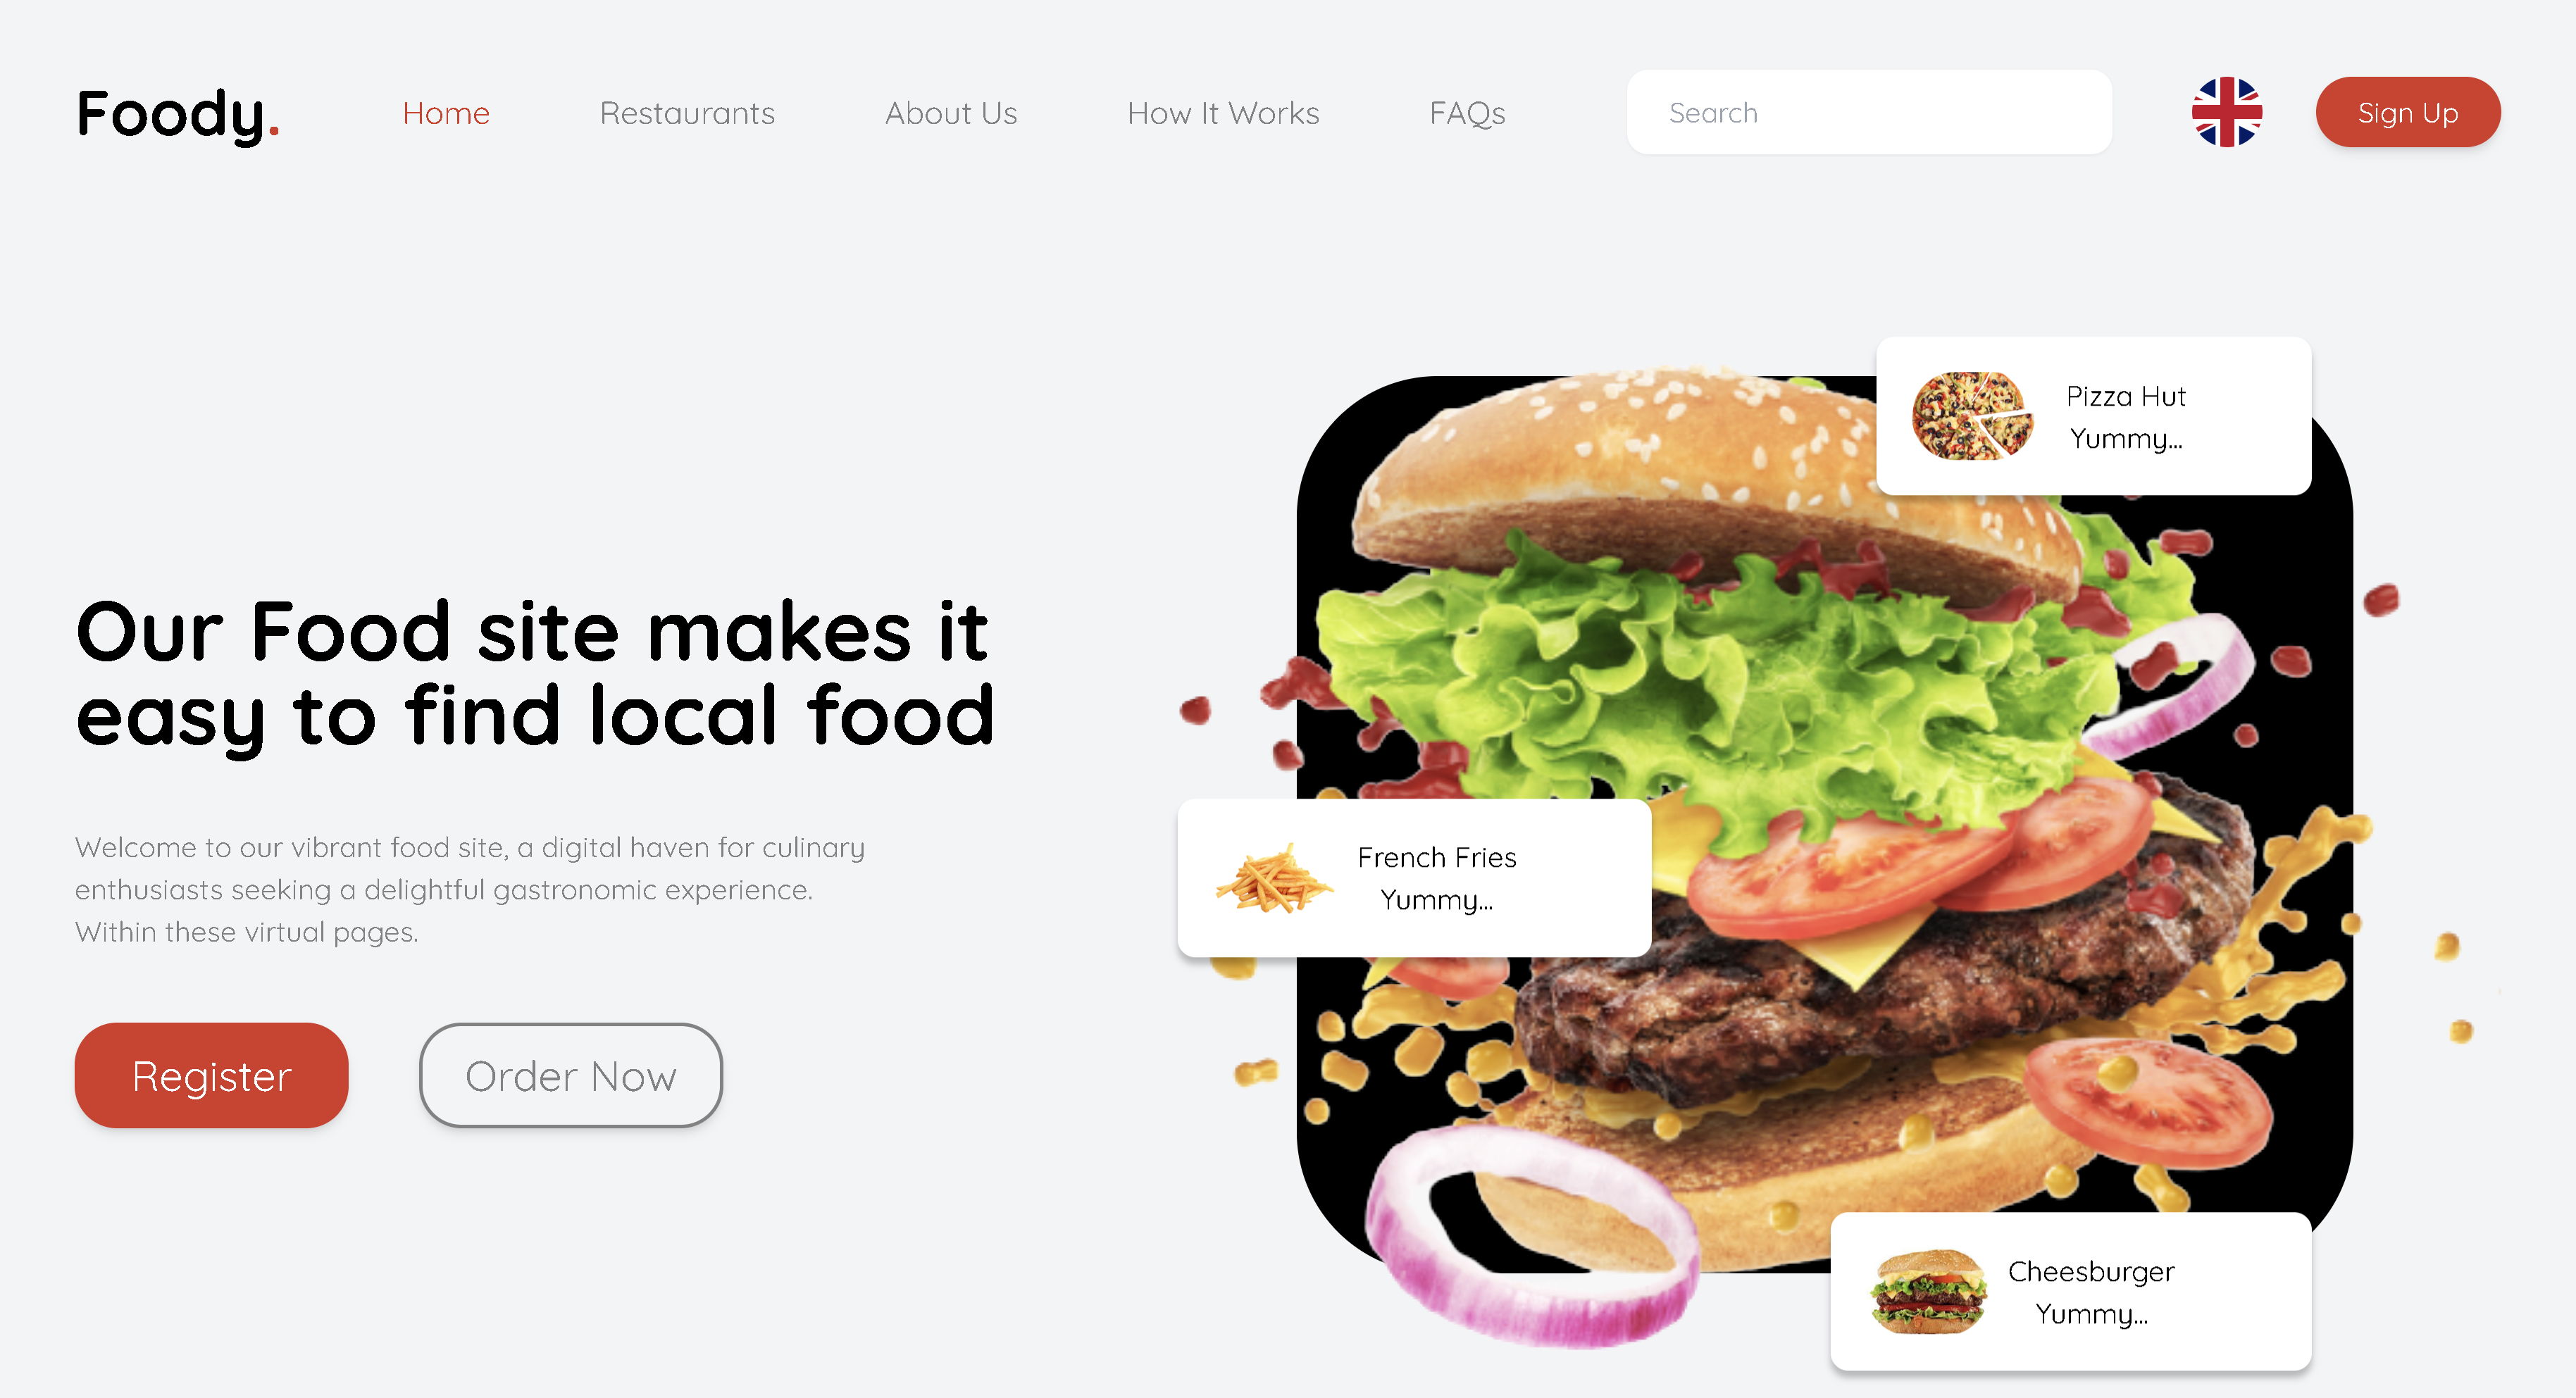 Foody.
Home
Restaurants
About Us
How It Works
FAQs
Search
Sign Up
Our Food site makes it
easy to find local food
Welcome to our vibrant food site, a digital haven for culinary
enthusiasts seeking a delightful gastronomic experience.
Within these virtual pages.
Register
Order Now
Pizza Hut
Yummy...
French Fries
Yummy...
Cheesburger
Yummy...